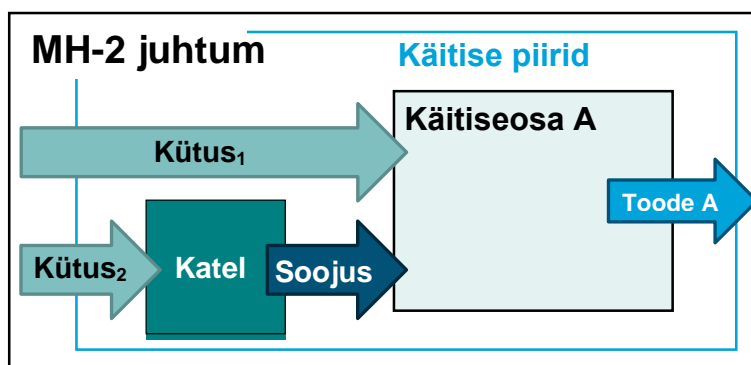 MH-2 juhtum
Käitise piirid
Käitiseosa A
Kütus₁
Toode A
Kütus₂
Katel
Soojus